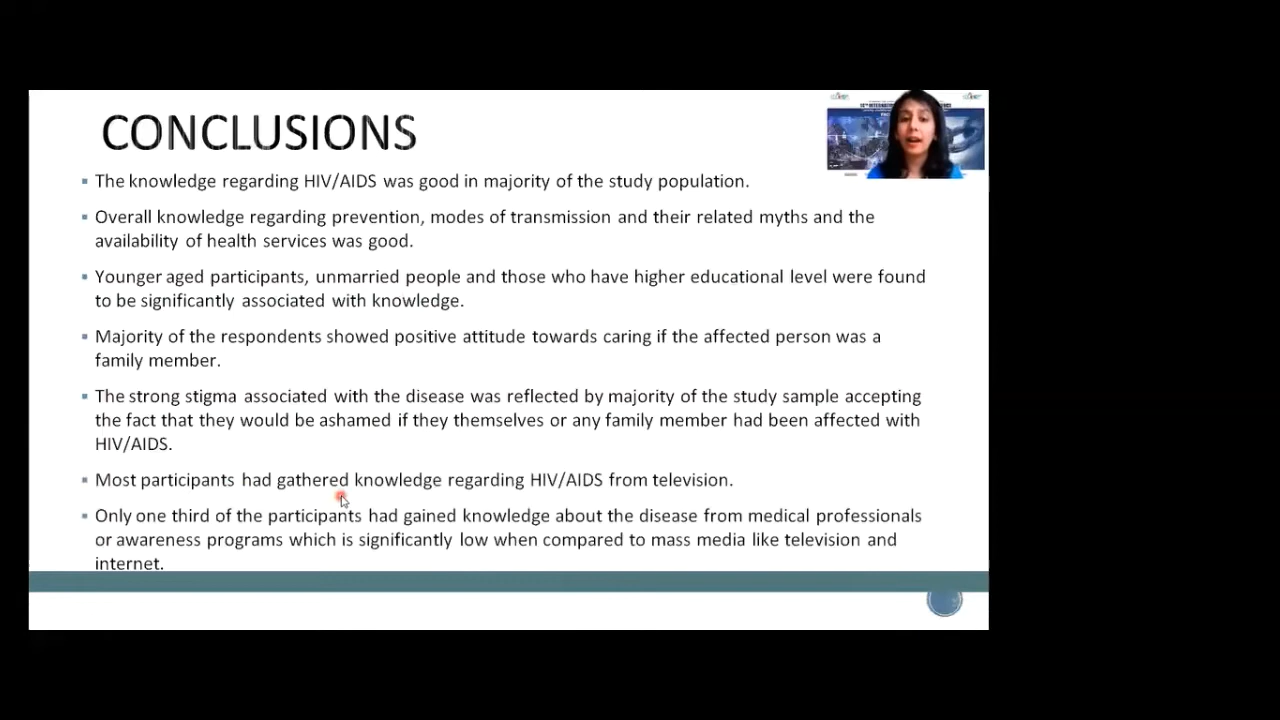 CONCLUSIONS
The knowledge regarding HIV/AIDS was good in majority of the study population.
Overall knowledge regarding prevention, modes of transmission and their related myths and the
availability of health services was good.
Younger aged participants, unmarried people and those who have higher educational level were found
to be significantly associated with knowledge.
Majority of the respondents showed positive attitude towards caring if the affected person was a
family member.
The strong stigma associated with the disease was reflected by majority of the study sample accepting
the fact that they would be ashamed if they themselves or any family member had been affected with
HIV/AIDS.
Most participants had gathered knowledge regarding HIV/AIDS from television.
Only one third of the participants had gained knowledge about the disease from medical professionals
or awareness programs which is significantly low when compared to mass media like television and
internet.